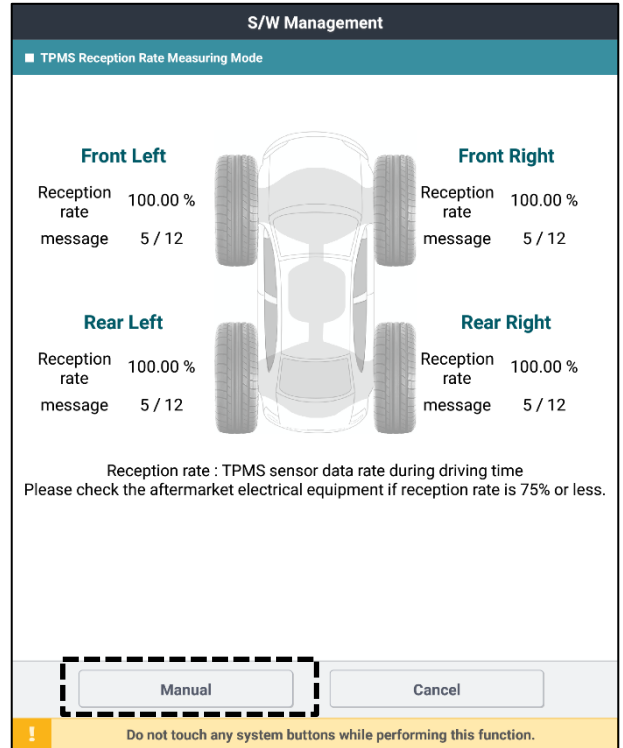 S/W Management
■ TPMS Reception Rate Measuring Mode
Front Left
Reception
rate
100.00 %
message 5 / 12
Front Right
Reception
rate
100.00 %
message 5 / 12
Rear Left
Reception
rate
100.00 %
message 5 / 12
Rear Right
Reception
rate
100.00 %
message 5 / 12
Reception rate : TPMS sensor data rate during driving time
Please check the aftermarket electrical equipment if reception rate is 75% or less.
Manual
Cancel
! Do not touch any system buttons while performing this function.